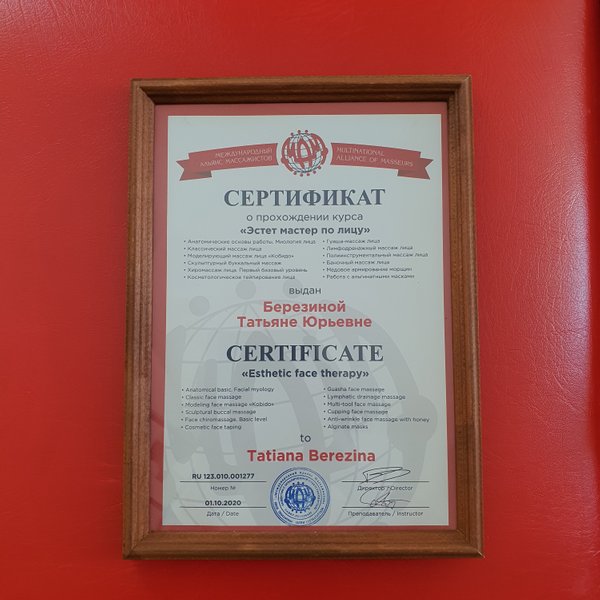 МЕЖДУНАРОДНЫЙ
АЛЬЯНС МАССАЖИСТОВ
MULTINATIONAL
ALLIANCE OF MASSEURS
СЕРТИФИКАТ
о прохождении курса
«Эстет мастер по лицу»
• Анатомические основы работы. Миология лица
• Классический массаж лица
• Моделирующий массаж лица «Кобидо»
• Скульптурный буккальный массаж
• Хиромассаж лица. Первый базовый уровень
• Косметологическое тейпирование лица
• Гуаша-массаж лица
• Лимфодренажный массаж лица
• Полиинструментальный массаж лица
• Баночный массаж лица
• Медовое армирование морщин
• Работа с альгинатными масками
выдан
Березиной
Татьяне Юрьевне
CERTIFICATE
«Esthetic face therapy»
• Anatomical basic. Facial myology
• Classic face massage
• Modeling face massage «Kobido»
• Sculptural buccal massage
• Face chiromassage. Basic level
• Cosmetic face taping
• Guasha face massage
• Lymphatic drainage massage
• Multi-tool face massage
• Cupping face massage
• Anti-wrinkle face massage with honey
• Alginate masks
to
Tatiana Berezina
RU 123.010.001277
Номер №
01.10.2020
Дата / Date
Директор / Director
Преподаватель / Instructor